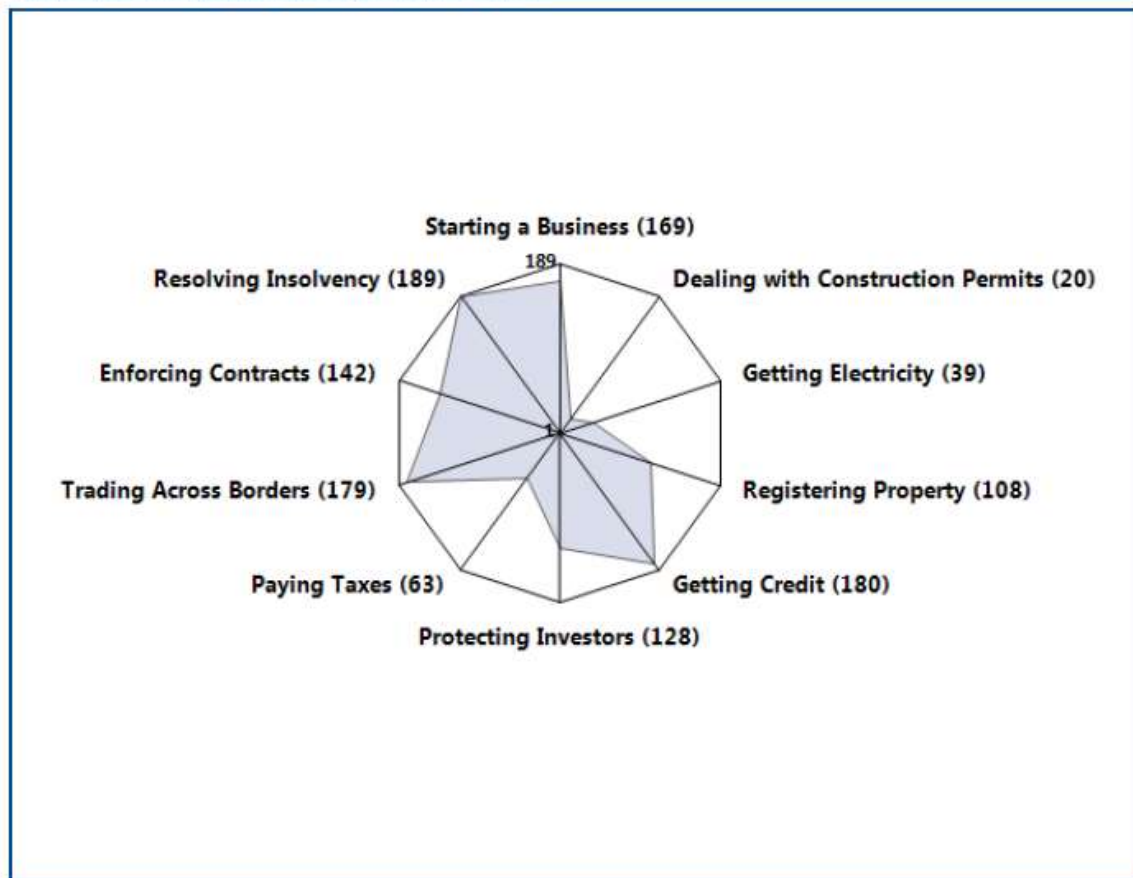 Starting a Business (169)
189
Resolving Insolvency (189)
Dealing with Construction Permits (20)
Enforcing Contracts (142)
Getting Electricity (39)
1
Trading Across Borders (179)
Registering Property (108)
Paying Taxes (63)
Getting Credit (180)
Protecting Investors (128)